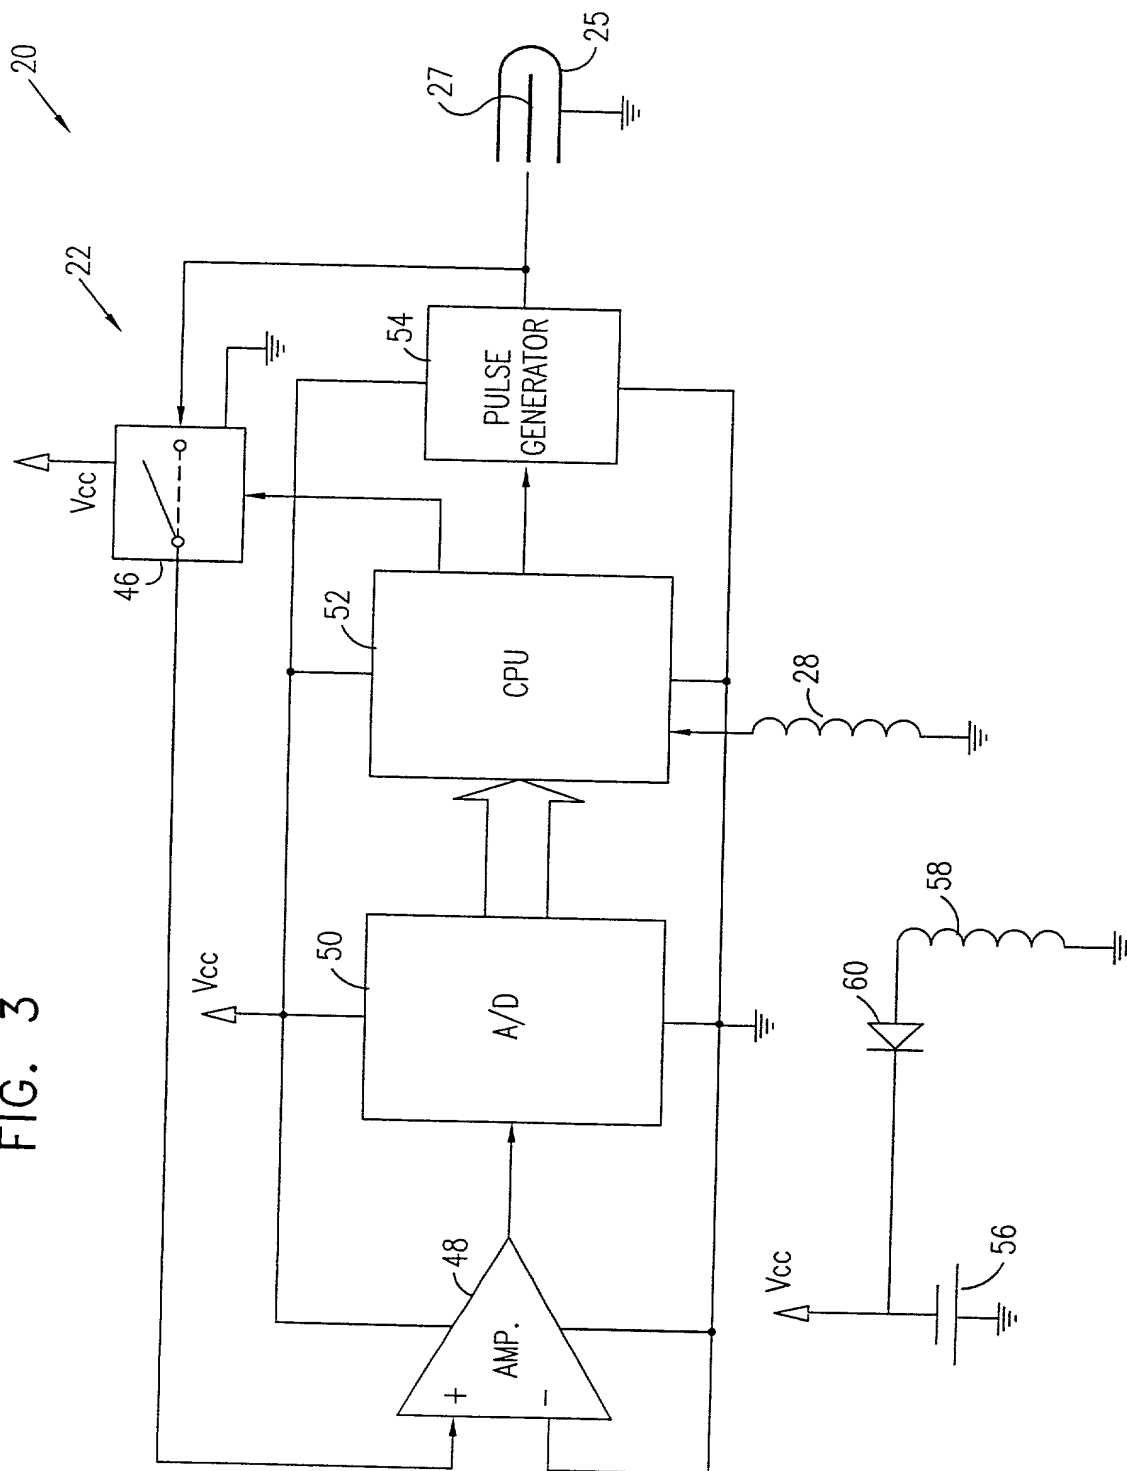 FIG. 3
20
22
25
27
Vcc
46
54
PULSE
GENERATOR
52
CPU
28
Vcc
50
A/D
48
AMP.
+
−
58
60
Vcc
56